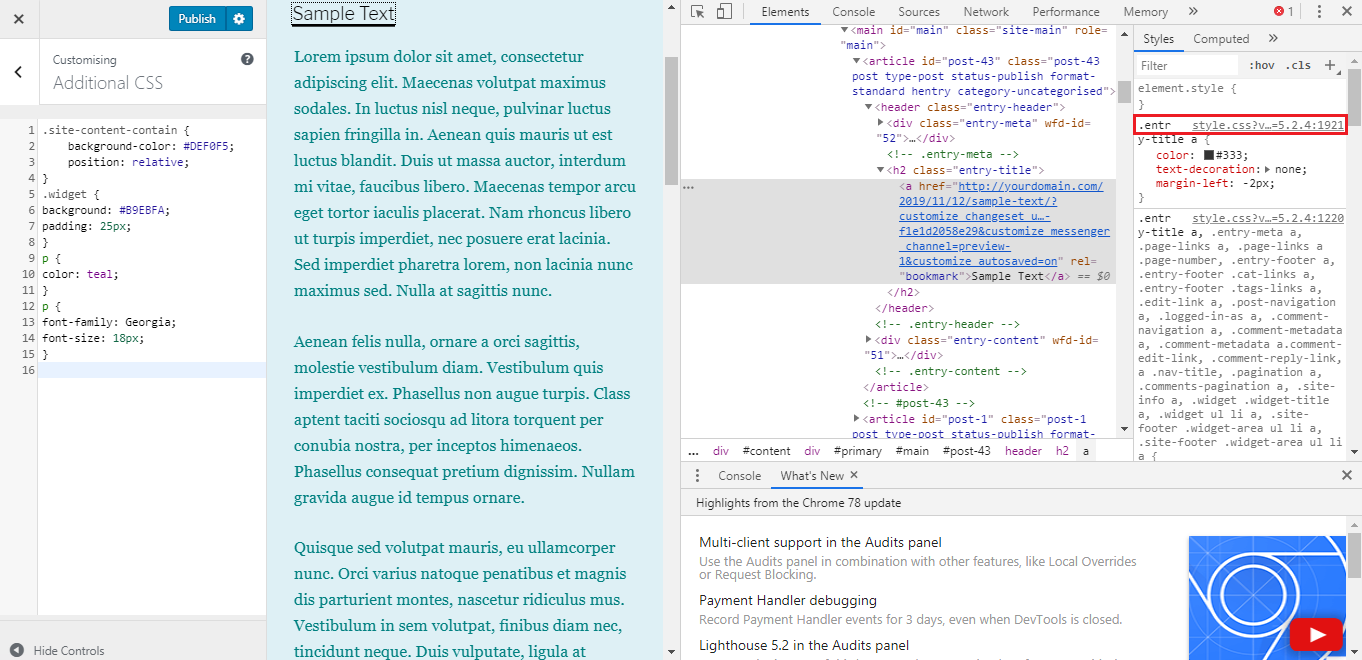 Publish
Customising
Additional CSS
1 .site-content-contain {
2 background-color: #DEF0F5;
3 position: relative;
4 }
5 .widget {
6 background: #B9EBFA;
7 padding: 25px;
8 }
9 p {
10 color: teal;
11 }
12 p {
13 font-family: Georgia;
14 font-size: 18px;
15 }
16
Hide Controls
Sample Text
Lorem ipsum dolor sit amet, consectetur
adipiscing elit. Maecenas volutpat maximus
sodales. In luctus nisl neque, pulvinar luctus
sapien fringilla in. Aenean quis mauris ut est
luctus blandit. Duis ut massa auctor, interdum
mi vitae, faucibus libero. Maecenas tempor arcu
eget tortor iaculis placerat. Nam rhoncus libero
ut turpis imperdiet, nec posuere erat lacinia.
Sed imperdiet pharetra lorem, non lacinia nunc
maximus sed. Nulla at sagittis nunc.
Aenean felis nulla, ornare a orci sagittis,
molestie vestibulum diam. Vestibulum quis
imperdiet ex. Phasellus non augue turpis. Class
aptent taciti sociosqu ad litora torquent per
conubia nostra, per inceptos himenaeos.
Phasellus consequat pretium dignissim. Nullam
gravida augue id tempus ornare.
Quisque sed volutpat mauris, eu ullamcorper
nunc. Orci varius natoque penatibus et magnis
dis parturient montes, nascetur ridiculus mus.
Vestibulum in sem volutpat, finibus diam nec,
tincidunt neque. Duis vulputate, ligula at
Elements Console Sources Network Performance Memory » 1
<main id="main" class="site-main" role=
"main">
<article id="post-43" class="post-43
post type-post status-publish format-
standard hentry category-uncategorised">
<header class="entry-header">
<div class="entry-meta" wfd-id=
"52">…</div>
<!-- .entry-meta -->
<h2 class="entry-title">
<a href="http://yourdomain.com/
2019/11/12/sample-text/?
customize_changeset_u…-
f1e1d2058e29&customize_messenger
_channel=preview-
1&customize_autosaved=on" rel=
"bookmark">Sample Text</a> == $0
</h2>
</header>
<!-- .entry-header -->
<div class="entry-content" wfd-id=
"51">…</div>
<!-- .entry-content -->
</article>
<!-- #post-43 -->
<article id="post-1" class="post-1
post type-post status-publish format-
... div #content div #primary #main #post-43 header h2 a
Styles Computed »
Filter :hov .cls +
element.style {
}
.entr style.css?v…=5.2.4:1921
y-title a {
color: #333;
text-decoration: none;
margin-left: -2px;
}
.entr style.css?v…=5.2.4:1220
y-title a, .entry-meta a,
.page-links a, .page-links a
.page-number, .entry-footer a,
.entry-footer .cat-links a,
.entry-footer .tags-links a,
.edit-link a, .post-navigation
a, .logged-in-as a, .comment-
navigation a, .comment-metadata
a, .comment-metadata a.comment-
edit-link, .comment-reply-link,
a .nav-title, .pagination a,
.comments-pagination a, .site-
info a, .widget .widget-title
a, .widget ul li a, .site-
footer .widget-area ul li a,
.site-footer .widget-area ul li
a {
Console What's New
Highlights from the Chrome 78 update
Multi-client support in the Audits panel
Use the Audits panel in combination with other features, like Local Overrides
or Request Blocking.
Payment Handler debugging
Record Payment Handler events for 3 days, even when DevTools is closed.
Lighthouse 5.2 in the Audits panel